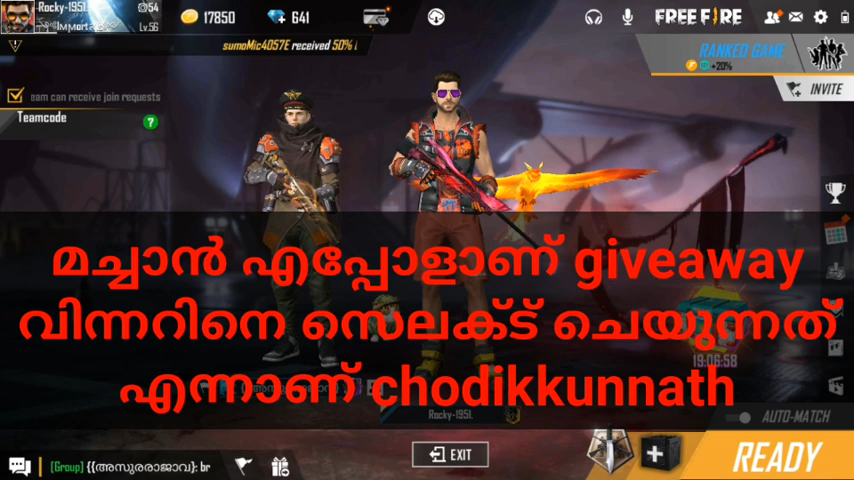 Rocky-1951.
54
17850
641
FREE FIRE
Lv.56
sumoMic4057E received 50%
RANKED GAME
+20%
INVITE
eam can receive join requests
Teamcode
?
മച്ചാൻ എപ്പോളാണ് giveaway
വിന്നറിനെ സെലക്ട് ചെയുന്നത്
എന്നാണ് chodikkunnath
19:06:58
Rocky-1951.
AUTO-MATCH
[Group] {{അസുരരാജാവ}: br
EXIT
READY